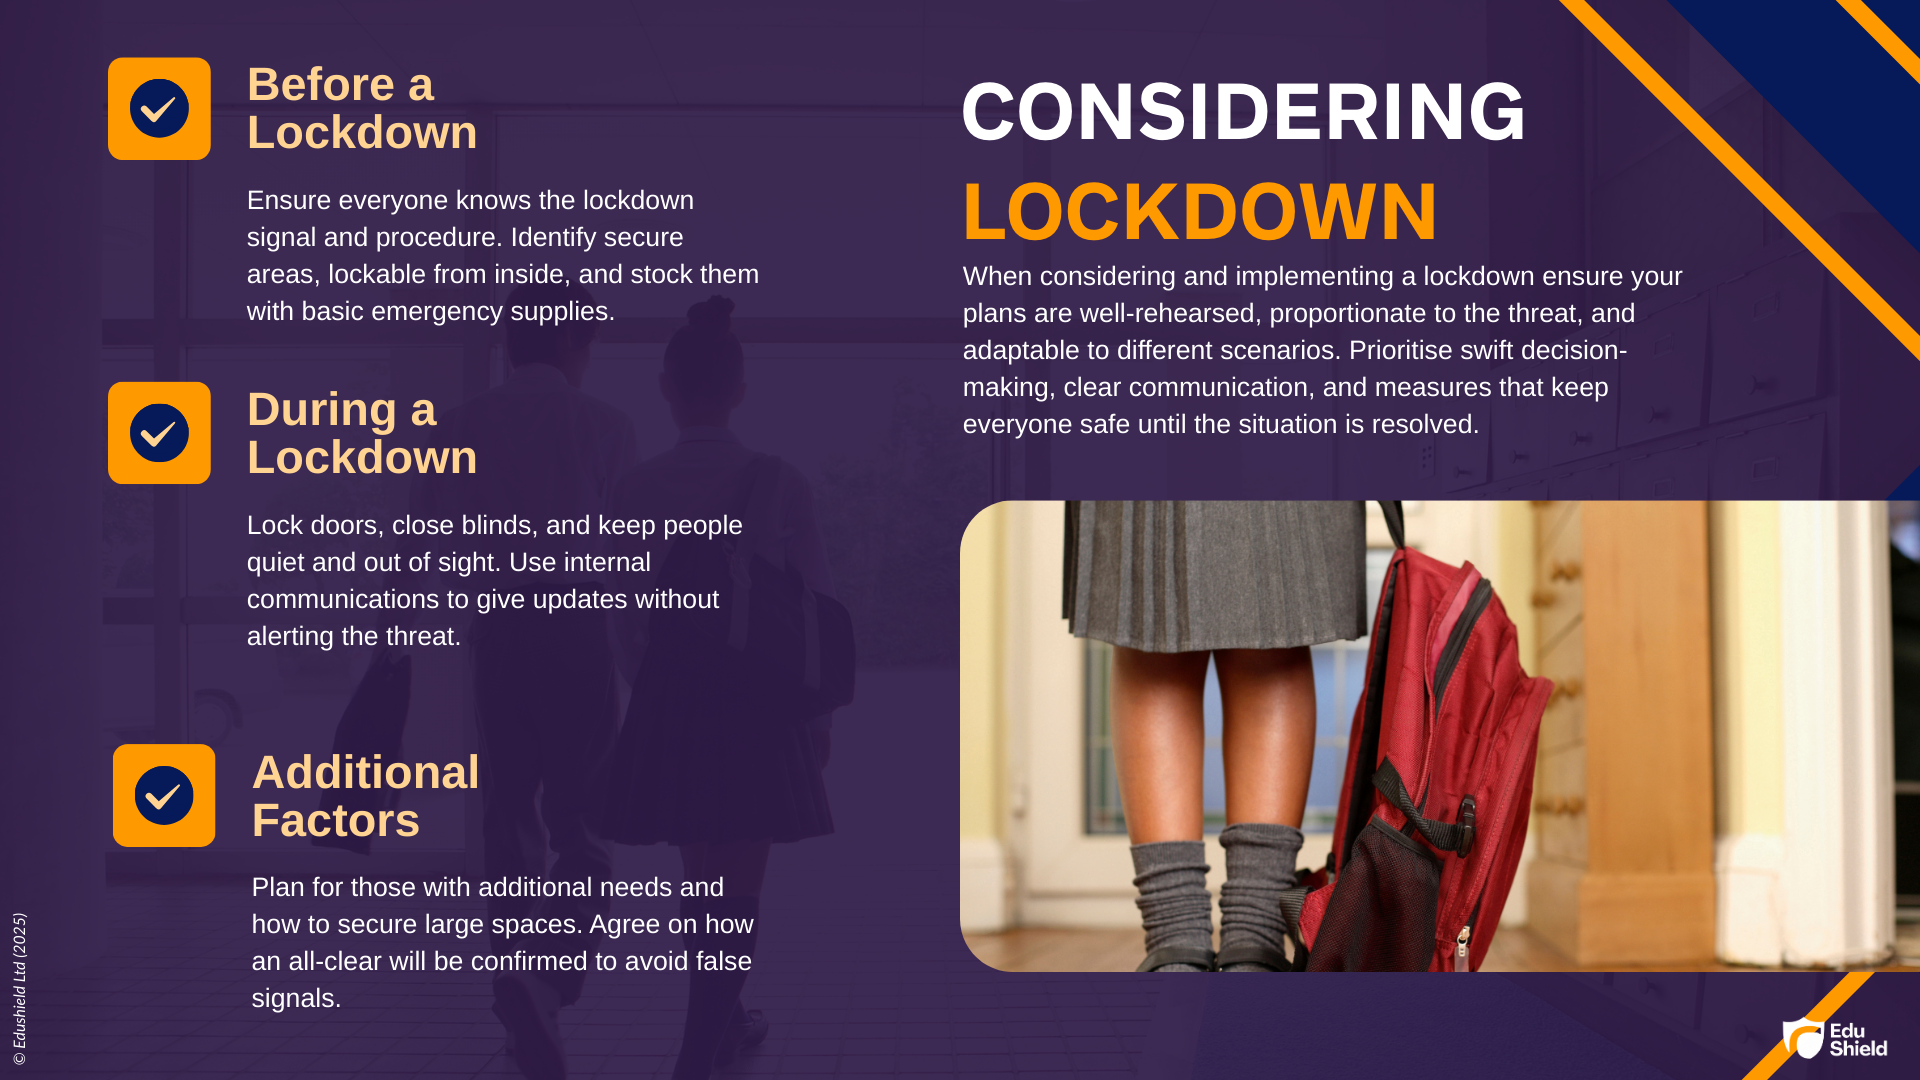 Before a
Lockdown
Ensure everyone knows the lockdown
signal and procedure. Identify secure
areas, lockable from inside, and stock them
with basic emergency supplies.
During a
Lockdown
Lock doors, close blinds, and keep people
quiet and out of sight. Use internal
communications to give updates without
alerting the threat.
Additional
Factors
Plan for those with additional needs and
how to secure large spaces. Agree on how
an all-clear will be confirmed to avoid false
signals.
CONSIDERING
LOCKDOWN
When considering and implementing a lockdown ensure your
plans are well-rehearsed, proportionate to the threat, and
adaptable to different scenarios. Prioritise swift decision-
making, clear communication, and measures that keep
everyone safe until the situation is resolved.
© Edushield Ltd (2025)
Edu
Shield